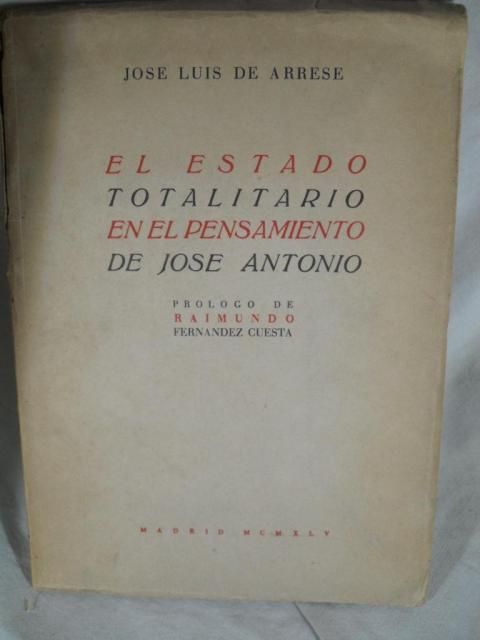 JOSE LUIS DE ARRESE
EL ESTADO
TOTALITARIO
EN EL PENSAMIENTO
DE JOSE ANTONIO
PROLOGO DE
RAIMUNDO
FERNANDEZ CUESTA
MADRID MCMXLV